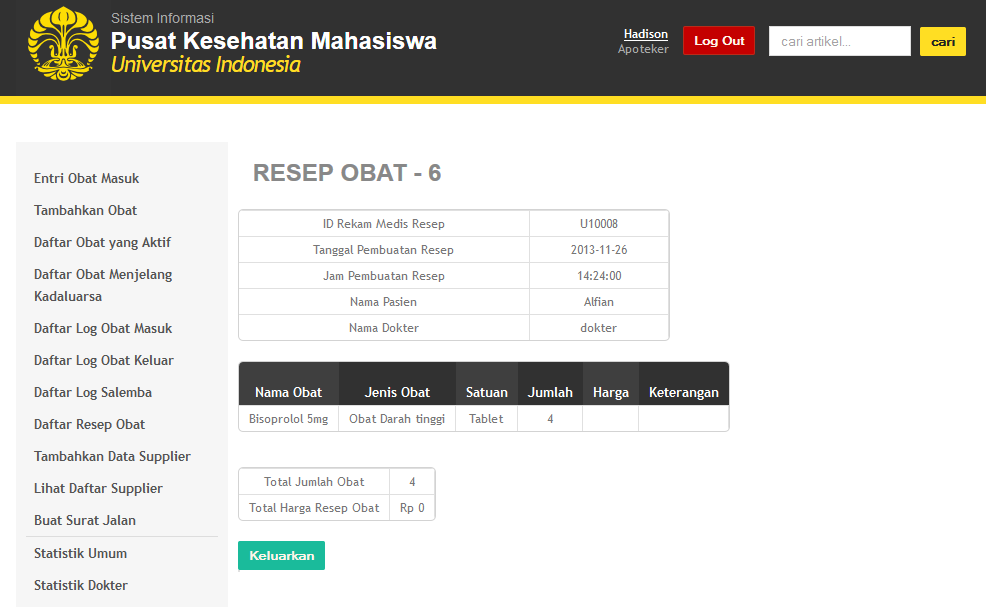 Sistem Informasi
Pusat Kesehatan Mahasiswa
Universitas Indonesia
Hadison
Apoteker
Log Out
cari artikel...
cari
Entri Obat Masuk
Tambahkan Obat
Daftar Obat yang Aktif
Daftar Obat Menjelang
Kadaluarsa
Daftar Log Obat Masuk
Daftar Log Obat Keluar
Daftar Log Salemba
Daftar Resep Obat
Tambahkan Data Supplier
Lihat Daftar Supplier
Buat Surat Jalan
Statistik Umum
Statistik Dokter
RESEP OBAT - 6
ID Rekam Medis Resep U10008
Tanggal Pembuatan Resep 2013-11-26
Jam Pembuatan Resep 14:24:00
Nama Pasien Alfian
Nama Dokter dokter
Nama Obat Jenis Obat Satuan Jumlah Harga Keterangan
Bisoprolol 5mg Obat Darah tinggi Tablet 4
Total Jumlah Obat 4
Total Harga Resep Obat Rp 0
Keluarkan